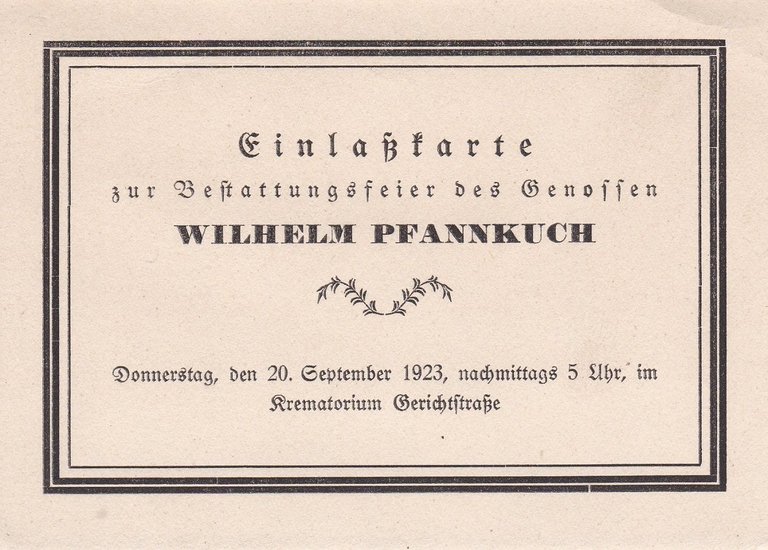 Einlaßkarte
zur Bestattungsfeier des Genossen
WILHELM PFANNKUCH
Donnerstag, den 20. September 1923, nachmittags 5 Uhr, im
Krematorium Gerichtstraße